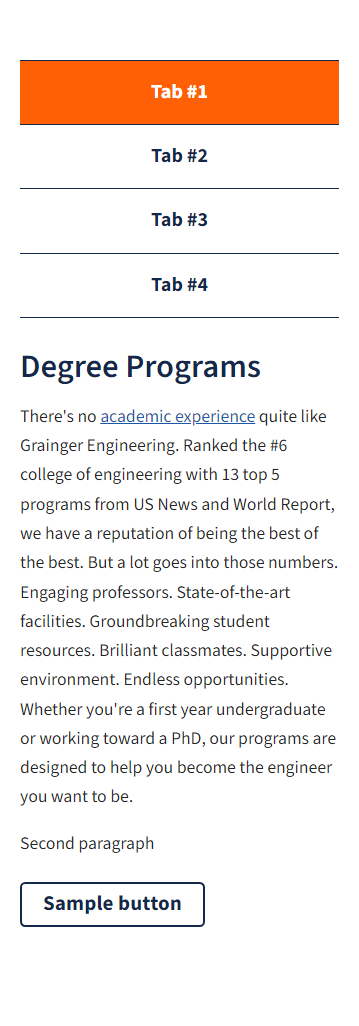 Tab #1
Tab #2
Tab #3
Tab #4
Degree Programs
There's no academic experience quite like
Grainger Engineering. Ranked the #6
college of engineering with 13 top 5
programs from US News and World Report,
we have a reputation of being the best of
the best. But a lot goes into those numbers.
Engaging professors. State-of-the-art
facilities. Groundbreaking student
resources. Brilliant classmates. Supportive
environment. Endless opportunities.
Whether you're a first year undergraduate
or working toward a PhD, our programs are
designed to help you become the engineer
you want to be.
Second paragraph
Sample button